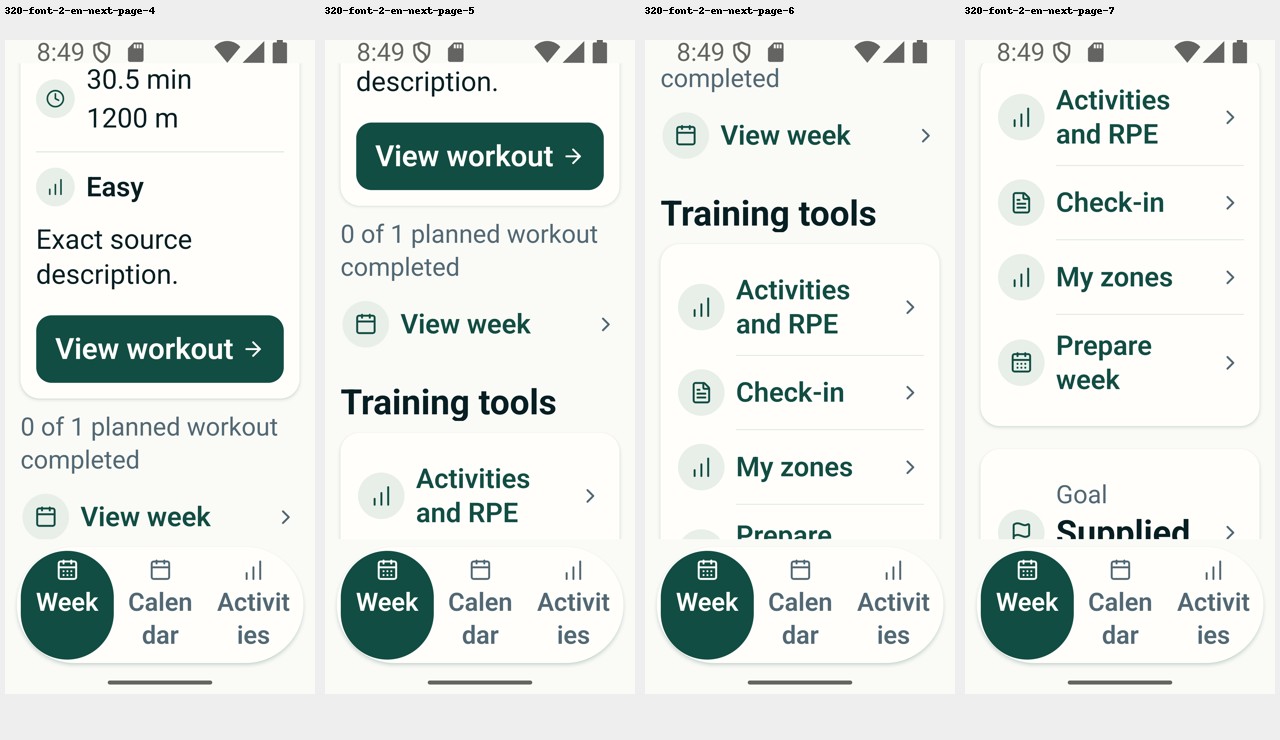 320-font-2-en-next-page-4
8:49
30.5 min
1200 m
Easy
Exact source
description.
View workout
0 of 1 planned workout
completed
View week
Week
Calen
dar
Activit
ies
320-font-2-en-next-page-5
8:49
description.
View workout
0 of 1 planned workout
completed
View week
Training tools
Activities
and RPE
Week
Calen
dar
Activit
ies
320-font-2-en-next-page-6
8:49
completed
View week
Training tools
Activities
and RPE
Check-in
My zones
Prepare
Week
Calen
dar
Activit
ies
320-font-2-en-next-page-7
8:49
Activities
and RPE
Check-in
My zones
Prepare
week
Goal
Supplied
Week
Calen
dar
Activit
ies